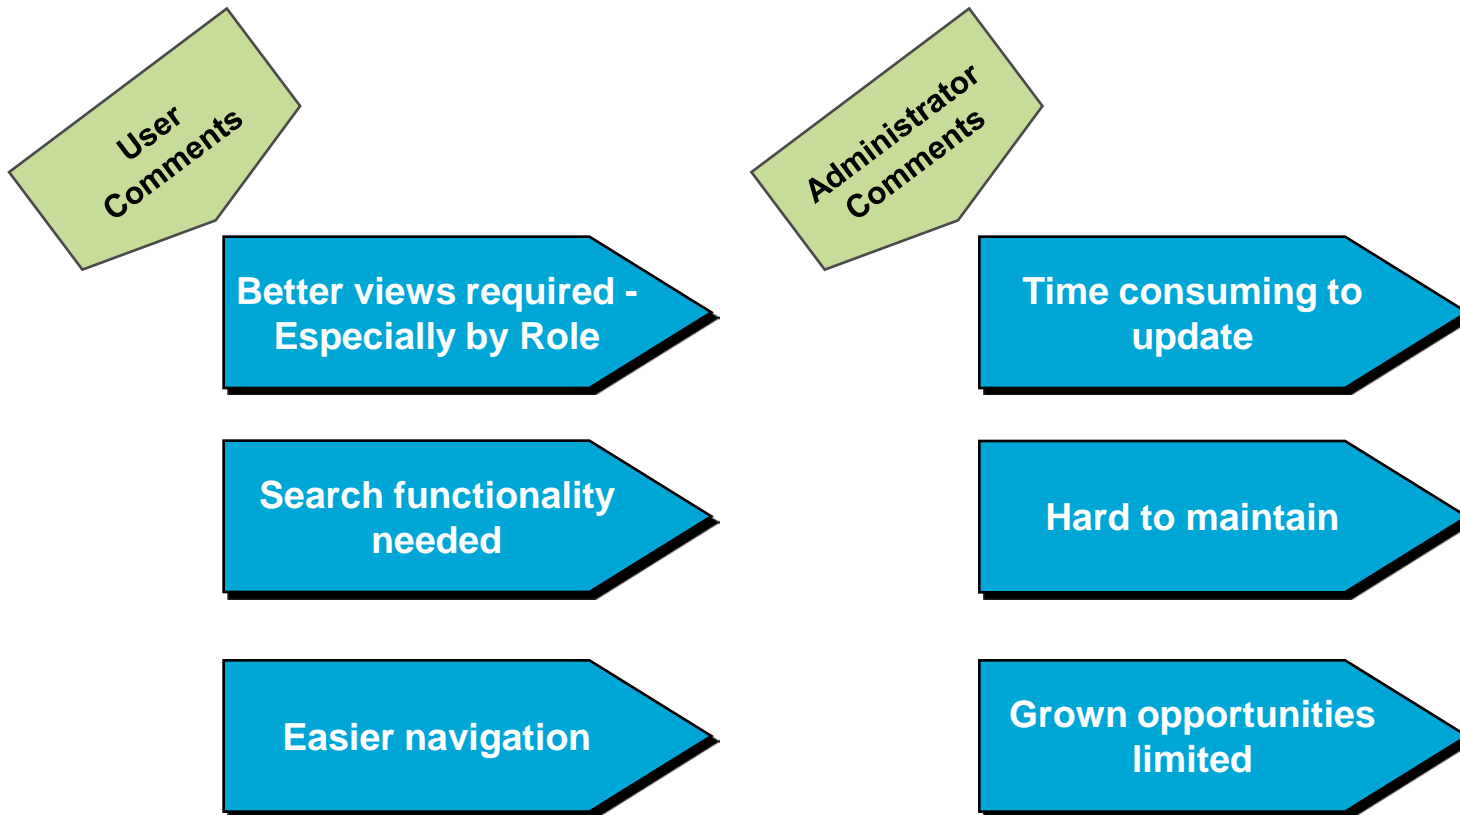 User
Comments
Better views required -
Especially by Role
Search functionality
needed
Easier navigation
Administrator
Comments
Time consuming to
update
Hard to maintain
Grown opportunities
limited